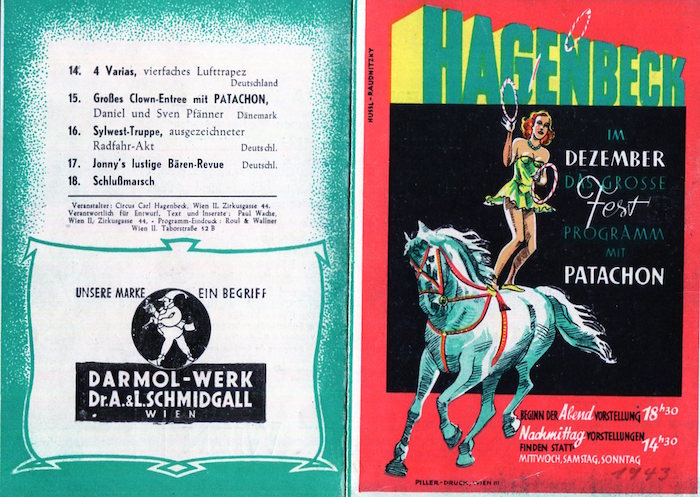 14. 4 Varias, vierfaches Lufttrapez
Deutschland
15. Großes Clown-Entree mit PATACHON,
Daniel und Sven Pfänner Dänemark
16. Sylwest-Truppe, ausgezeichneter
Radfahr-Akt Deutschl.
17. Jonny's lustige Bären-Revue Deutschl.
18. Schlußmarsch
Veranstalter: Circus Carl Hagenbeck, Wien II, Zirkusgasse 44.
Verantwortlich für Entwurf, Text und Inserate: Paul Wache,
Wien II, Zirkusgasse 44. - Programm-Eindruck: Roul & Wallner
Wien II, Taborstraße 52 B
UNSERE MARKE EIN BEGRIFF
DARMOL-WERK
Dr. A. & L. SCHMIDGALL
WIEN
HUSSL-RAUDNITZKY
HAGENBECK
IM
DEZEMBER
DAS GROSSE
Fest
PROGRAMM
MIT
PATACHON
BEGINN DER Abend VORSTELLUNG 18h30
Nachmittag VORSTELLUNGEN
FINDEN STATT 14h30
MITTWOCH, SAMSTAG, SONNTAG
1943
PILLER-DRUCK, WIEN III